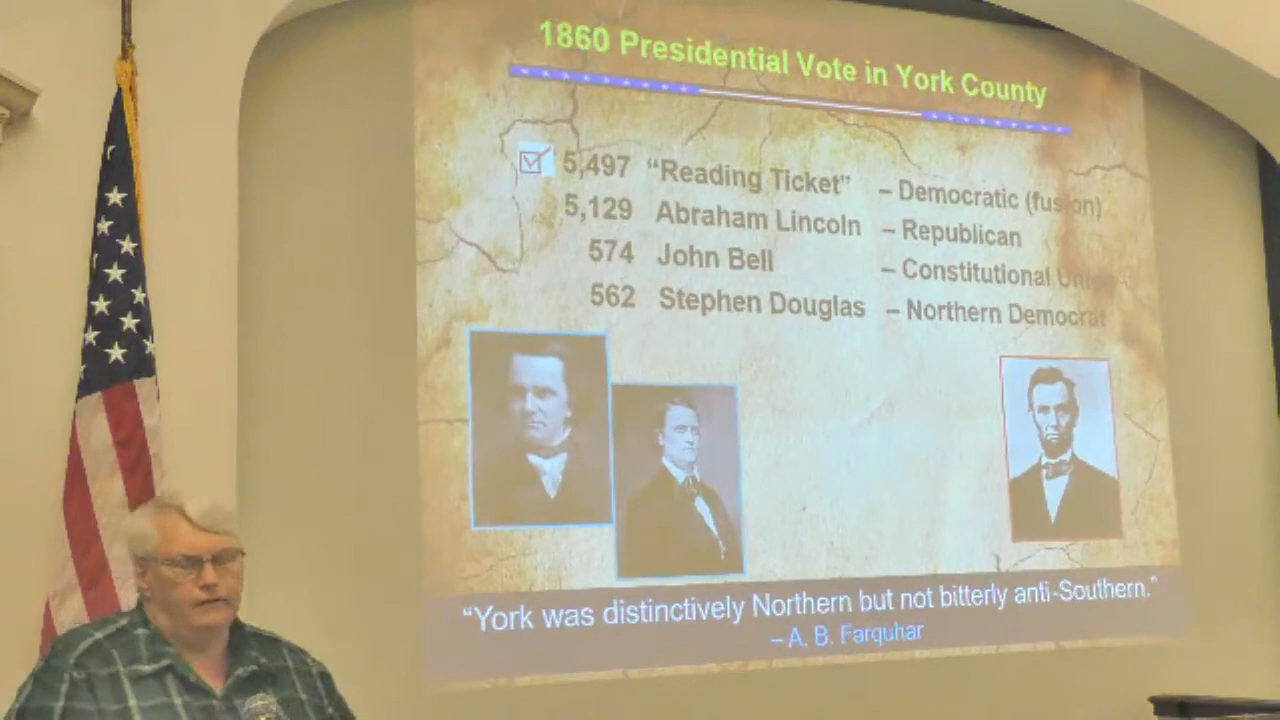 1860 Presidential Vote in York County
5,497 “Reading Ticket” – Democratic (fusion)
5,129 Abraham Lincoln – Republican
574 John Bell – Constitutional Union
562 Stephen Douglas – Northern Democrat
“York was distinctively Northern but not bitterly anti-Southern.”
– A. B. Farquhar